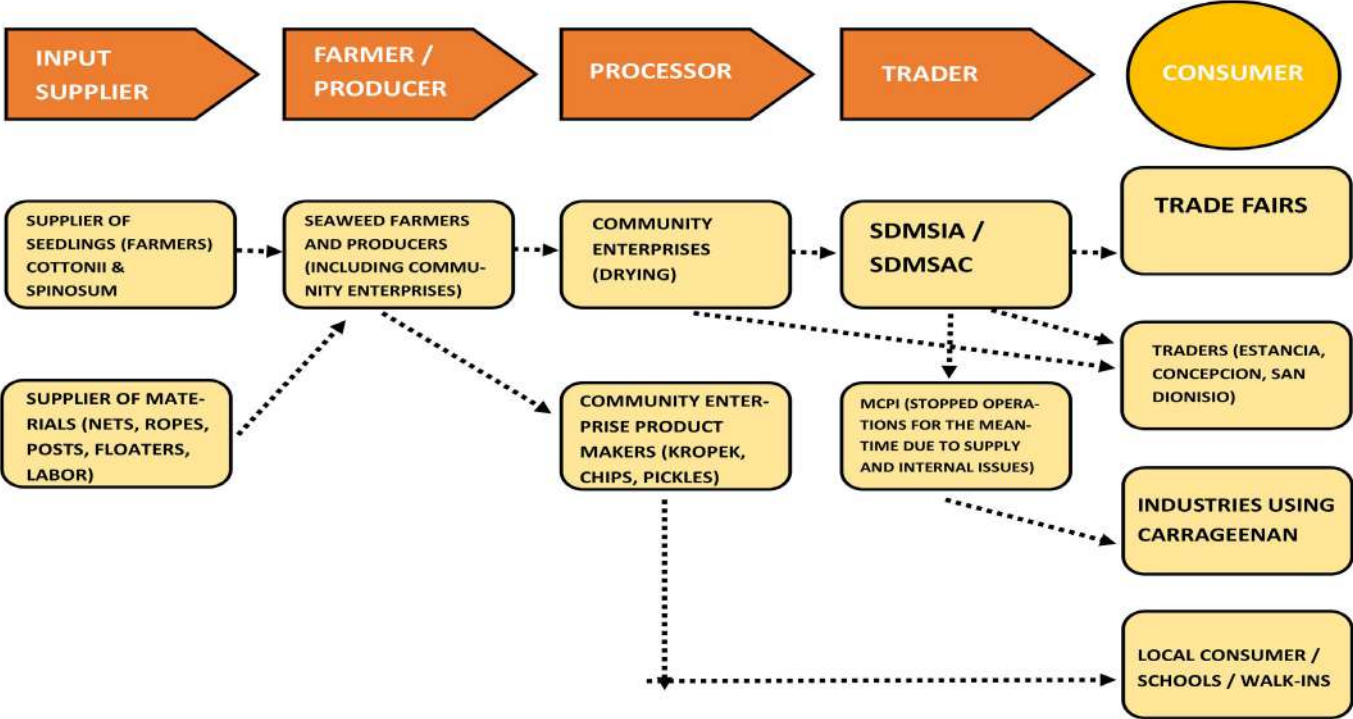 INPUT
SUPPLIER
FARMER /
PRODUCER
PROCESSOR
TRADER
CONSUMER
SUPPLIER OF
SEEDLINGS (FARMERS)
COTTONII &
SPINOSUM
SEAWEED FARMERS
AND PRODUCERS
(INCLUDING COMMU-
NITY ENTERPRISES)
COMMUNITY
ENTERPRISES
(DRYING)
SDMSIA /
SDMSAC
TRADE FAIRS
TRADERS (ESTANCIA,
CONCEPCION, SAN
DIONISIO)
SUPPLIER OF MATE-
RIALS (NETS, ROPES,
POSTS, FLOATERS,
LABOR)
COMMUNITY ENTER-
PRISE PRODUCT
MAKERS (KROPEK,
CHIPS, PICKLES)
MCPI (STOPPED OPERA-
TIONS FOR THE MEAN-
TIME DUE TO SUPPLY
AND INTERNAL ISSUES)
INDUSTRIES USING
CARRAGEENAN
LOCAL CONSUMER /
SCHOOLS / WALK-INS